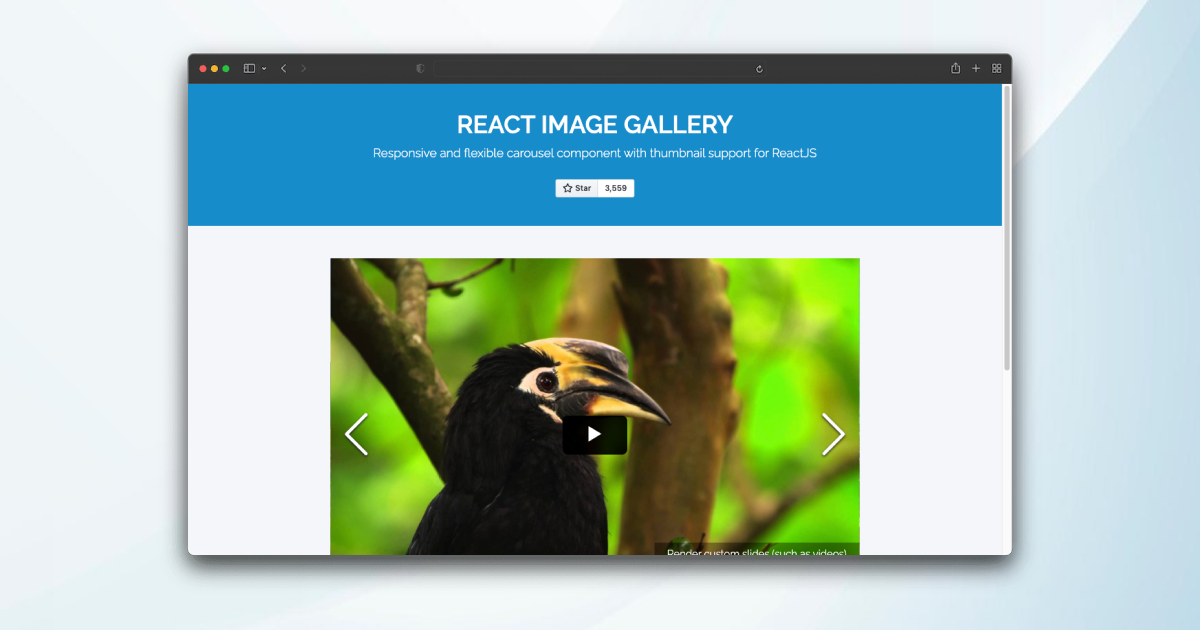 REACT IMAGE GALLERY
Responsive and flexible carousel component with thumbnail support for ReactJS
Star 3,559
Render custom slides (such as videos)